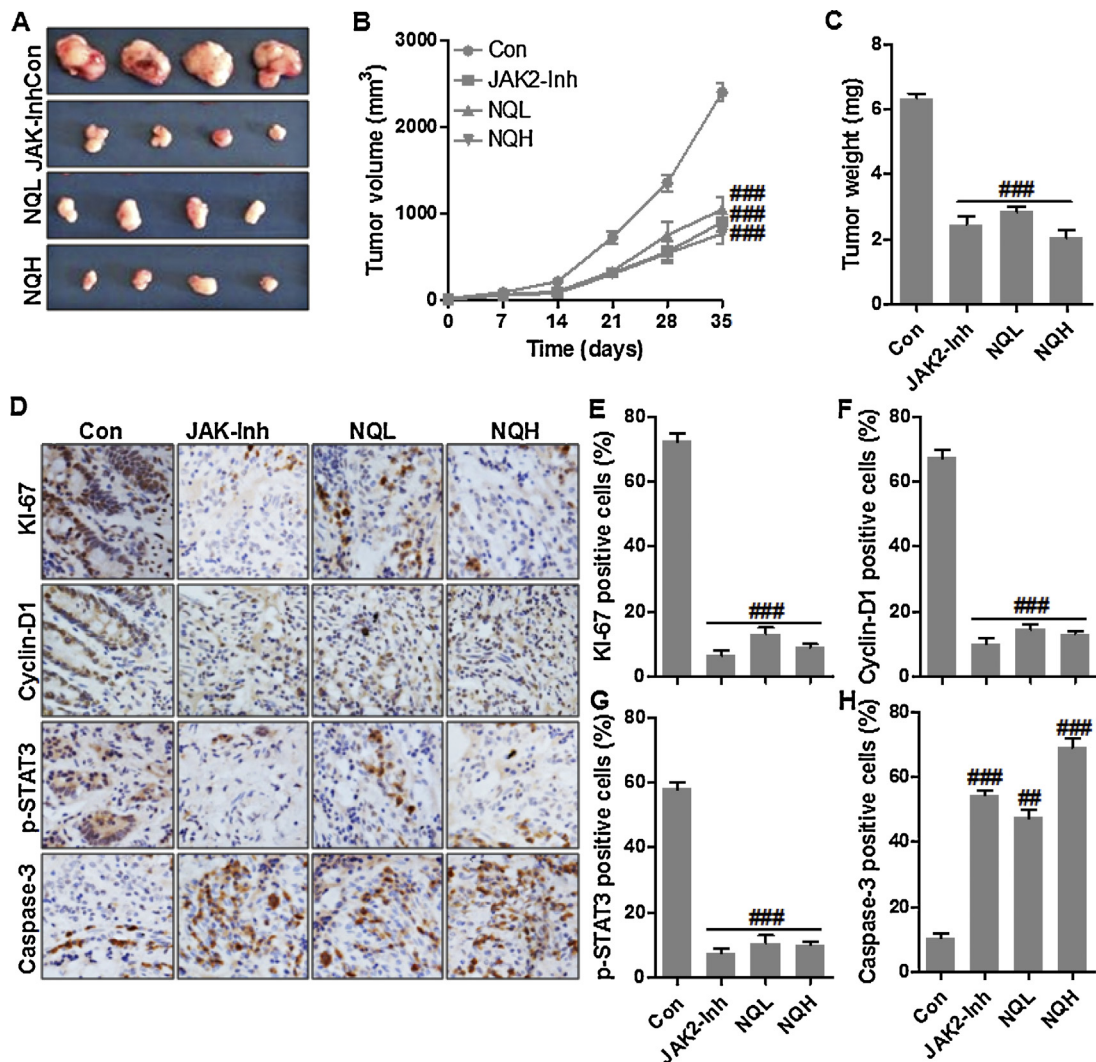 A
JAK-InhCon
NQL
NQH
B
Tumor volume (mm3)
3000
2000
1000
0
Con
JAK2-Inh
NQL
NQH
###
###
###
0 7 14 21 28 35
Time (days)
C
Tumor weight (mg)
8
6
4
2
0
###
Con
JAK2-Inh
NQL
NQH
D
Con JAK-Inh NQL NQH
KI-67
Cyclin-D1
p-STAT3
Caspase-3
E
KI-67 positive cells (%)
80
60
40
20
0
###
F
Cyclin-D1 positive cells (%)
80
60
40
20
0
###
G
p-STAT3 positive cells (%)
80
60
40
20
0
###
Con
JAK2-Inh
NQL
NQH
H
Caspase-3 positive cells (%)
80
60
40
20
0
###
##
###
Con
JAK2-Inh
NQL
NQH